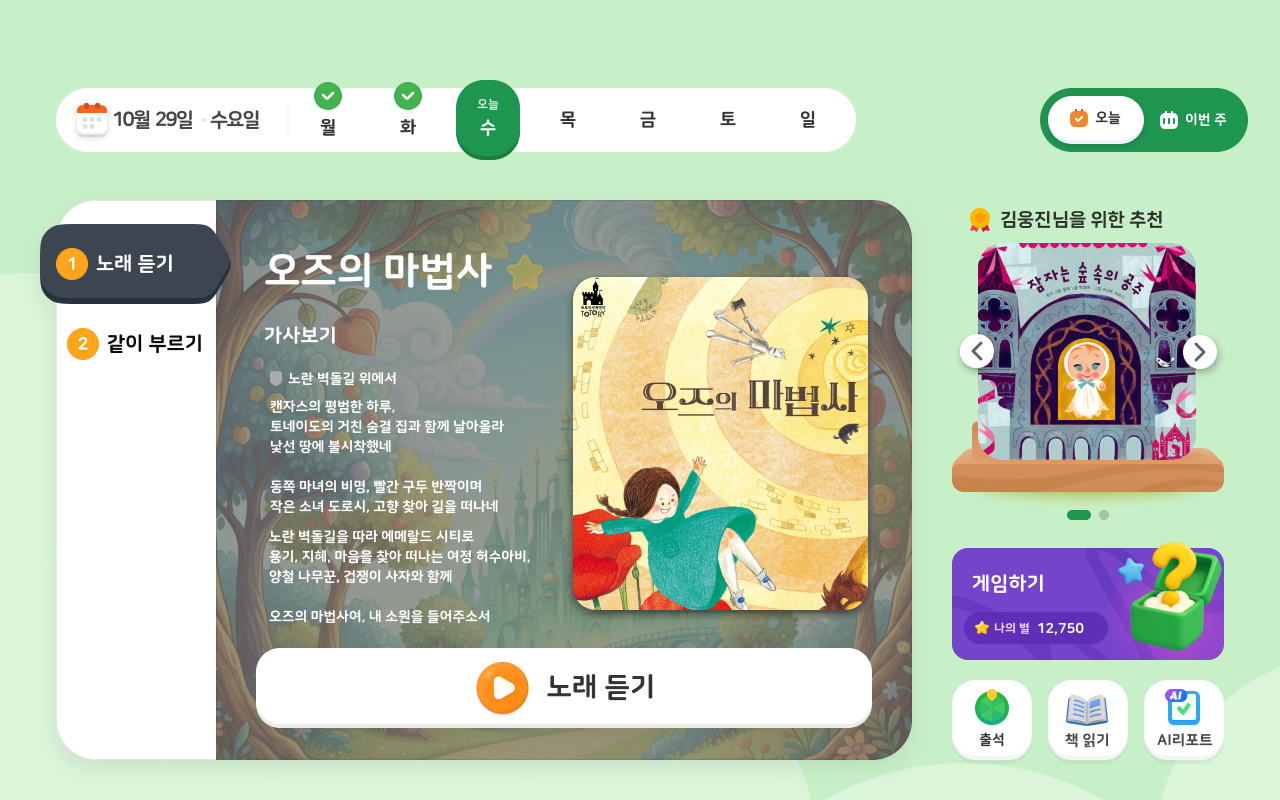 10월 29일 • 수요일
월
화
오늘
수
목
금
토
일
오늘
이번 주
1 노래 듣기
2 같이 부르기
오즈의 마법사
가사보기
노란 벽돌길 위에서
캔자스의 평범한 하루,
토네이도의 거친 숨결 집과 함께 날아올라
낯선 땅에 불시착했네
동쪽 마녀의 비명, 빨간 구두 반짝이며
작은 소녀 도로시, 고향 찾아 길을 떠나네
노란 벽돌길을 따라 에메랄드 시티로
용기, 지혜, 마음을 찾아 떠나는 여정 허수아비,
양철 나무꾼, 겁쟁이 사자와 함께
오즈의 마법사여, 내 소원을 들어주소서
TOTORY
오즈의 마법사
노래 듣기
김웅진님을 위한 추천
잠자는 숲속의 공주
게임하기
나의 별 12,750
출석
책 읽기
AI
AI리포트